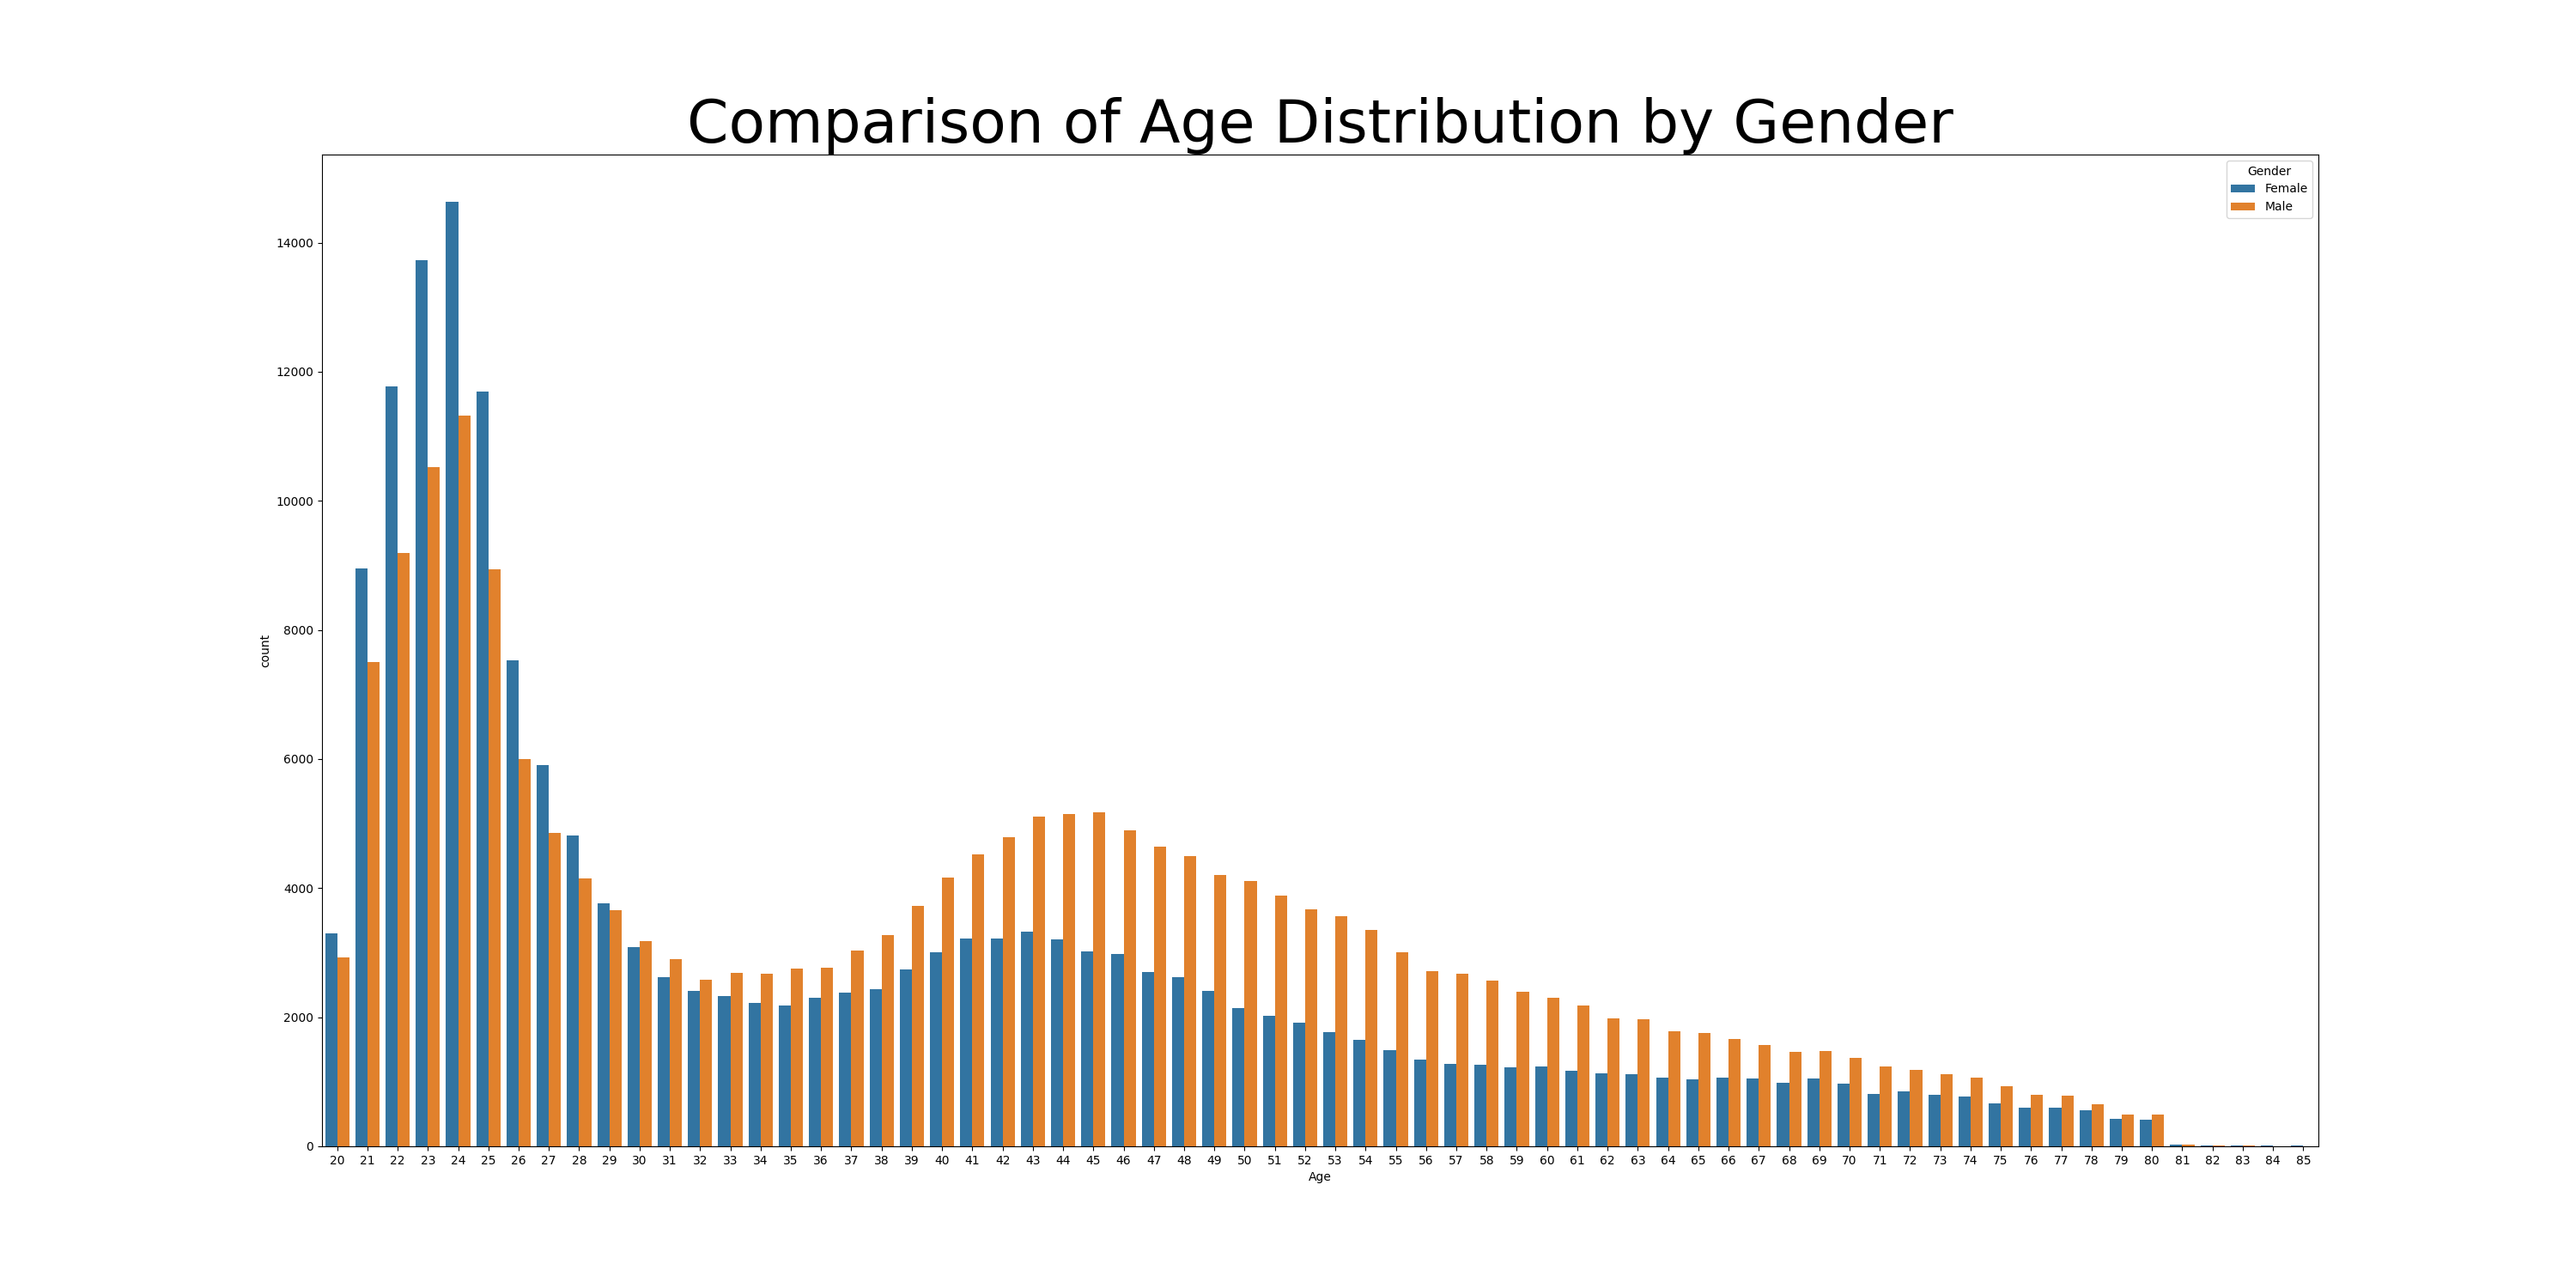 Comparison of Age Distribution by Gender
Gender
Female
Male
14000
12000
10000
8000
6000
4000
2000
0
count
20 21 22 23 24 25 26 27 28 29 30 31 32 33 34 35 36 37 38 39 40 41 42 43 44 45 46 47 48 49 50 51 52 53 54 55 56 57 58 59 60 61 62 63 64 65 66 67 68 69 70 71 72 73 74 75 76 77 78 79 80 81 82 83 84 85
Age